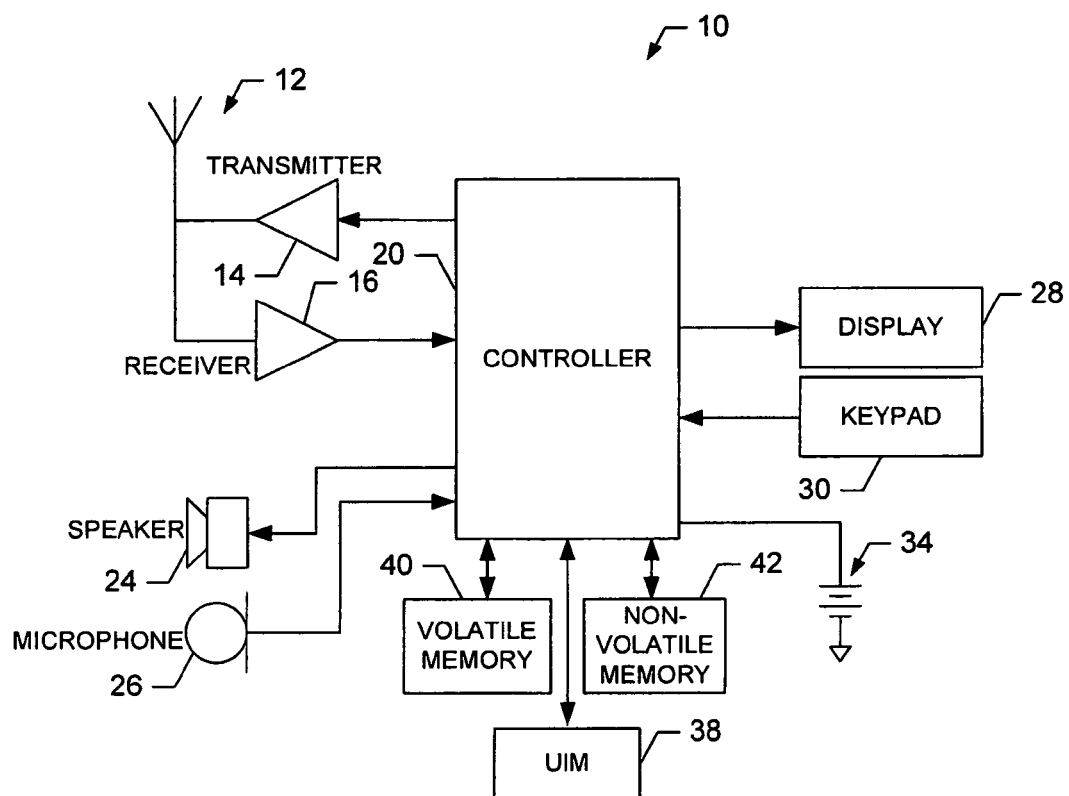 10
12
TRANSMITTER
14
20
16
RECEIVER
CONTROLLER
DISPLAY
28
KEYPAD
30
SPEAKER
24
MICROPHONE
26
40
VOLATILE
MEMORY
42
NON-
VOLATILE
MEMORY
34
UIM
38